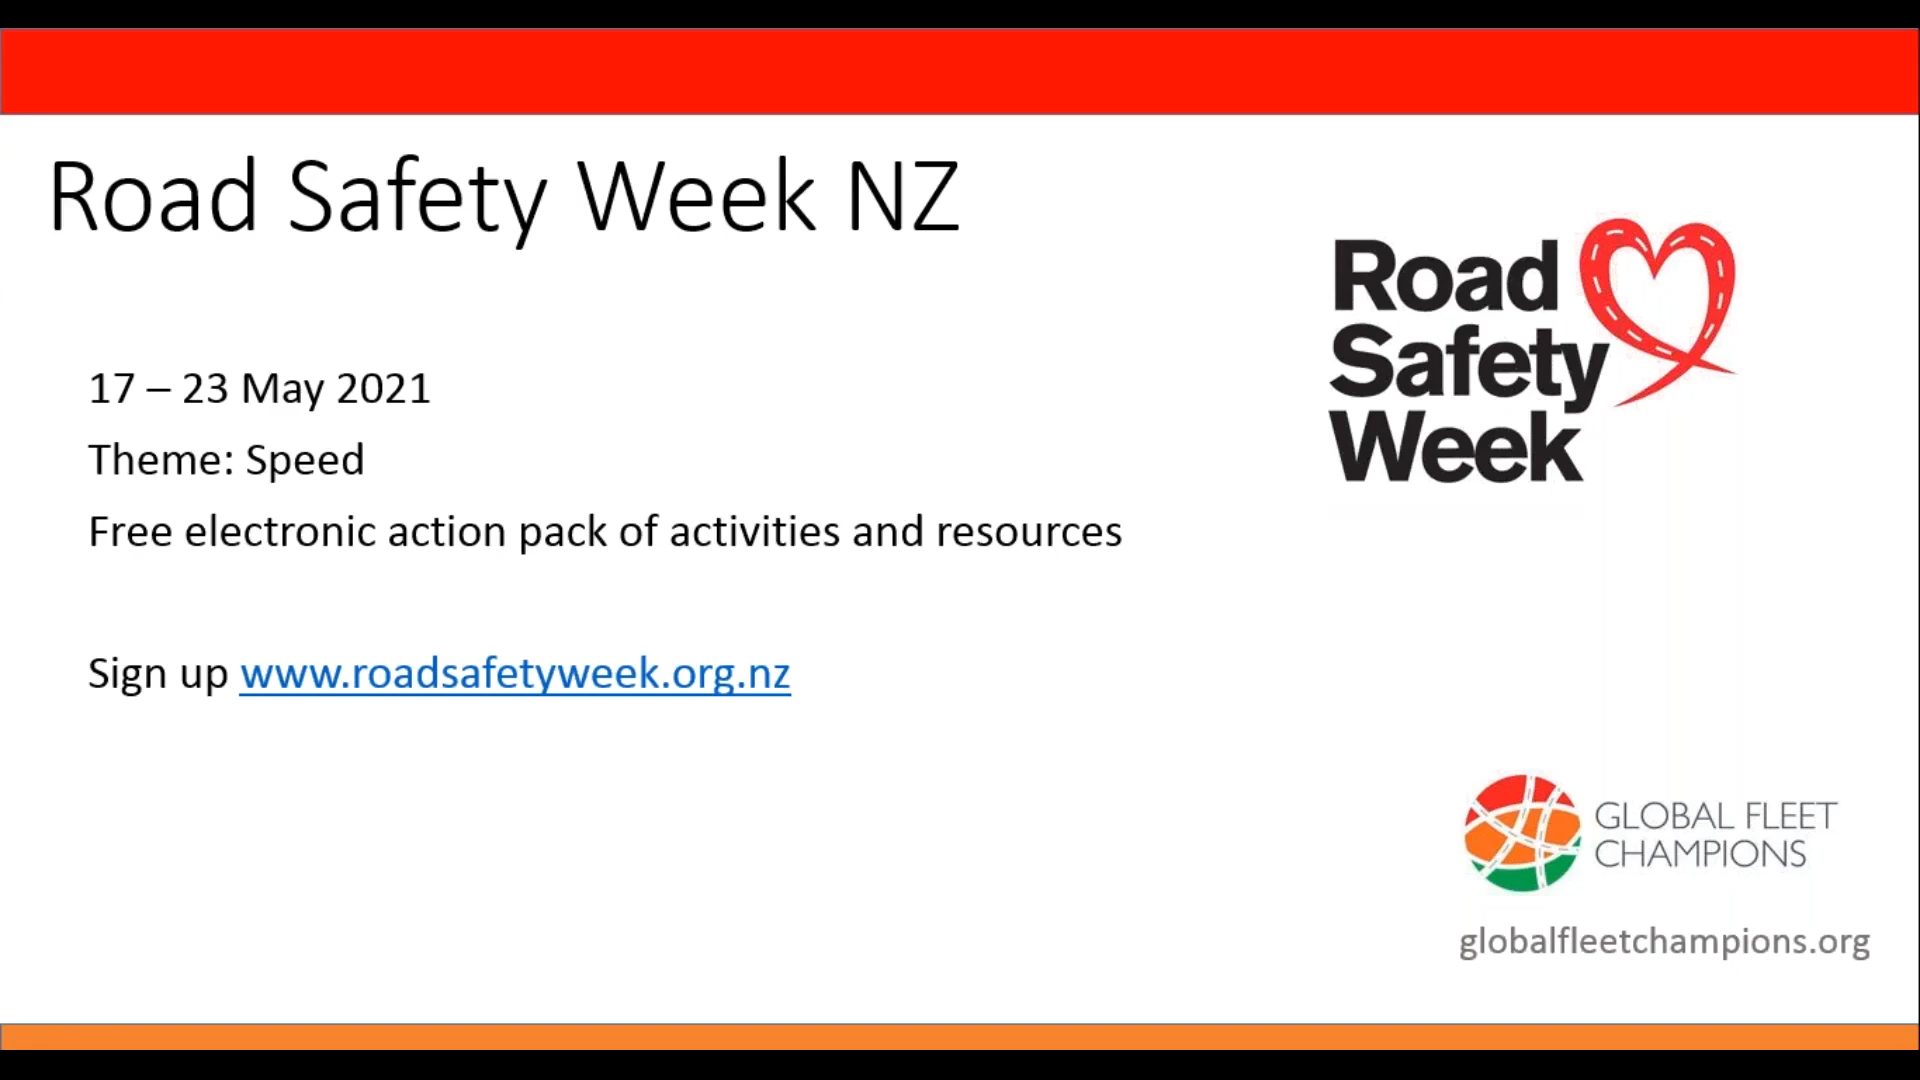 Road Safety Week NZ
Road
Safety
Week
17 – 23 May 2021
Theme: Speed
Free electronic action pack of activities and resources
Sign up www.roadsafetyweek.org.nz
GLOBAL FLEET
CHAMPIONS
globalfleetchampions.org